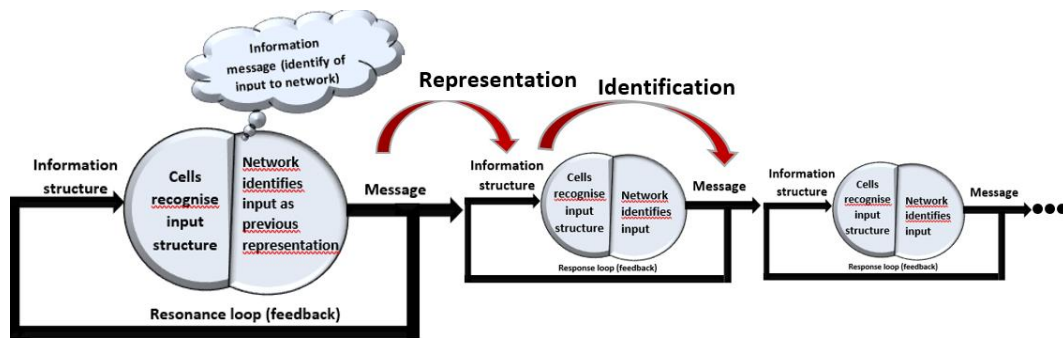 Information
message (identify of
input to network)
Representation
Identification
Information
structure
Cells
recognise
input
structure
Network
identifies
input as
previous
representation
Message
Resonance loop (feedback)
Information
structure
Cells
recognise
input
structure
Network
identifies
input
Message
Response loop (feedback)
Information
structure
Cells
recognise
input
structure
Network
identifies
input
Message
Response loop (feedback)